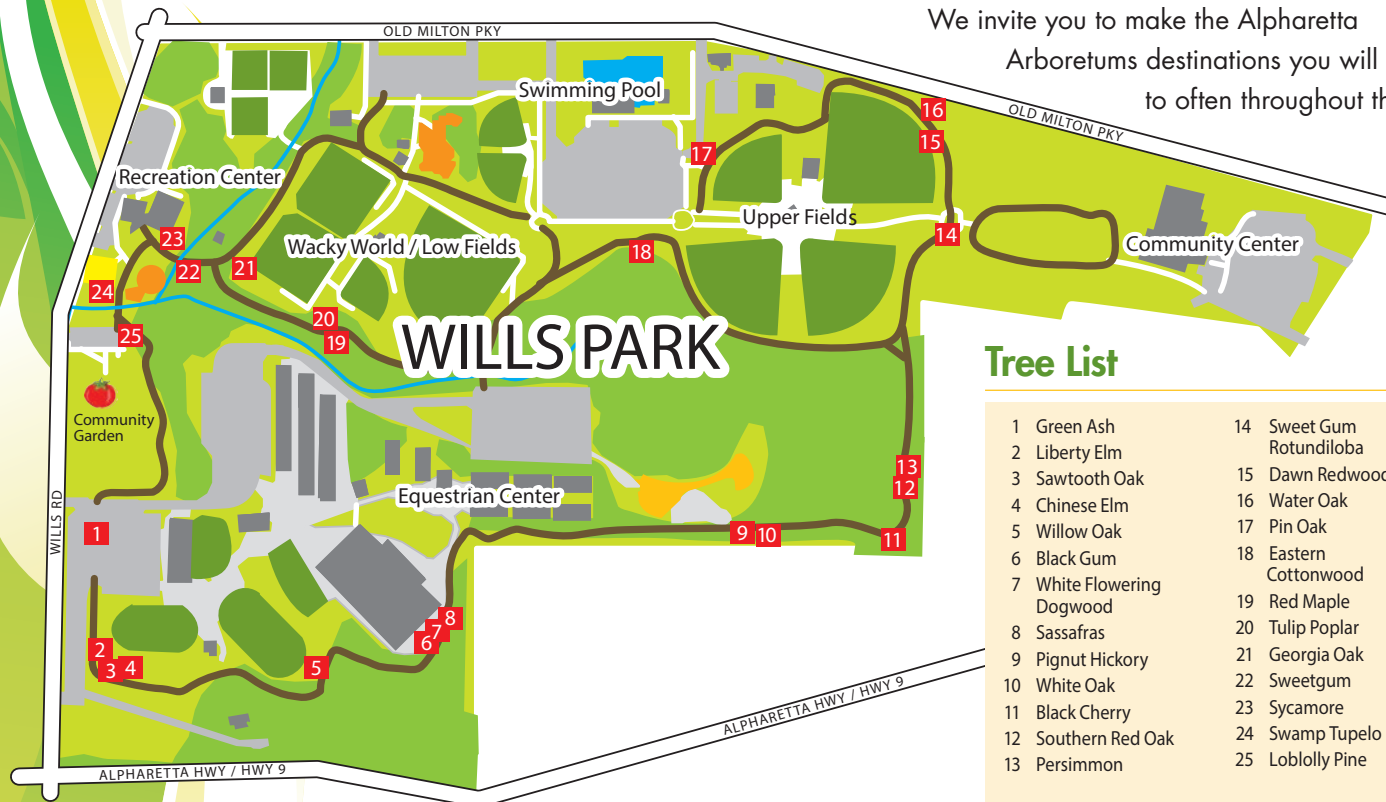 We invite you to make the Alpharetta
Arboretums destinations you will
to often throughout th
OLD MILTON PKY
OLD MILTON PKY
Swimming Pool
16
15
17
Recreation Center
Upper Fields
14
Community Center
23
Wacky World / Low Fields
18
22
21
24
20
19
25
WILLS PARK
Community
Garden
WILLS RD
Equestrian Center
13
12
1
9
10
11
8
7
6
2
3
4
5
ALPHARETTA HWY / HWY 9
ALPHARETTA HWY / HWY 9
Tree List
1 Green Ash
2 Liberty Elm
3 Sawtooth Oak
4 Chinese Elm
5 Willow Oak
6 Black Gum
7 White Flowering
Dogwood
8 Sassafras
9 Pignut Hickory
10 White Oak
11 Black Cherry
12 Southern Red Oak
13 Persimmon
14 Sweet Gum
Rotundiloba
15 Dawn Redwood
16 Water Oak
17 Pin Oak
18 Eastern
Cottonwood
19 Red Maple
20 Tulip Poplar
21 Georgia Oak
22 Sweetgum
23 Sycamore
24 Swamp Tupelo
25 Loblolly Pine